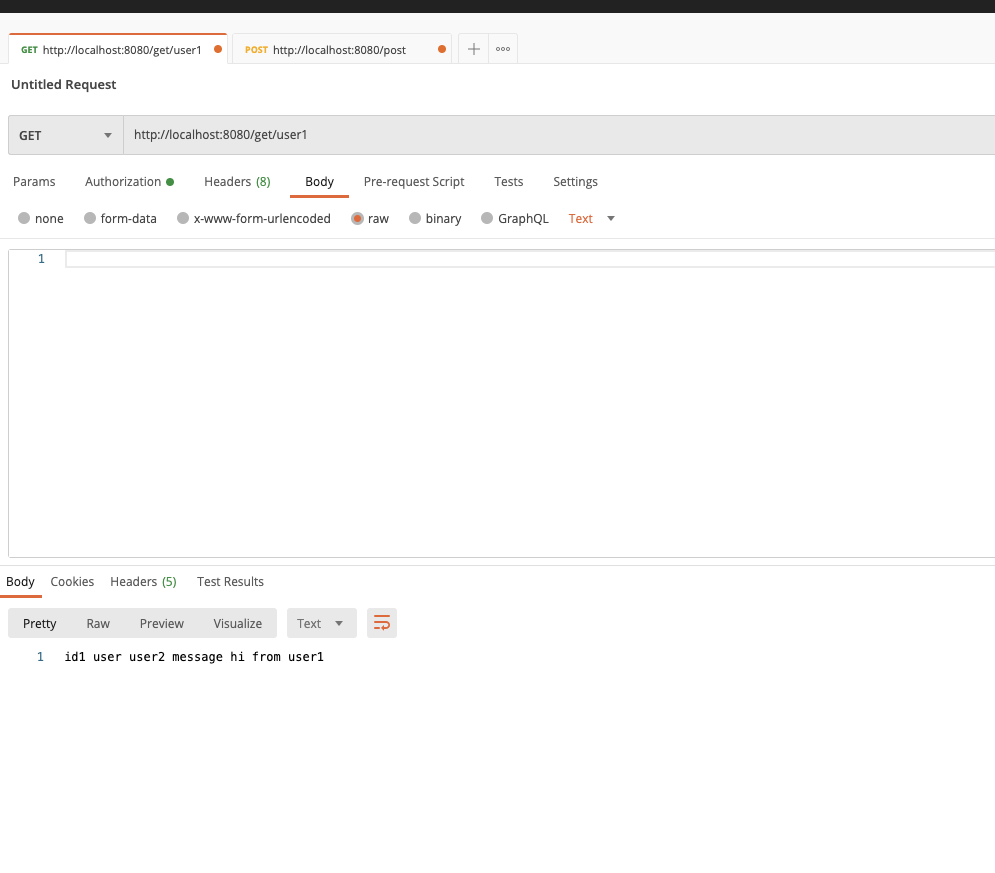 GET http://localhost:8080/get/user1 POST http://localhost:8080/post
Untitled Request
GET http://localhost:8080/get/user1
Params Authorization Headers (8) Body Pre-request Script Tests Settings
none form-data x-www-form-urlencoded raw binary GraphQL Text
1
Body Cookies Headers (5) Test Results
Pretty Raw Preview Visualize Text
1 id1 user user2 message hi from user1